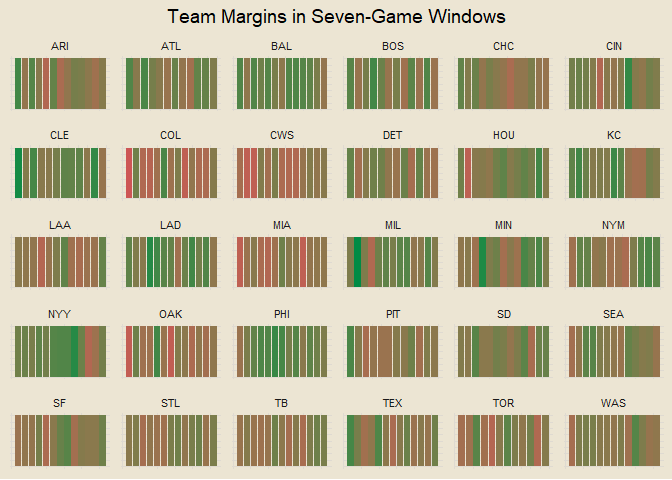 Team Margins in Seven-Game Windows
ARI ATL BAL BOS CHC CIN
CLE COL CWS DET HOU KC
LAA LAD MIA MIL MIN NYM
NYY OAK PHI PIT SD SEA
SF STL TB TEX TOR WAS